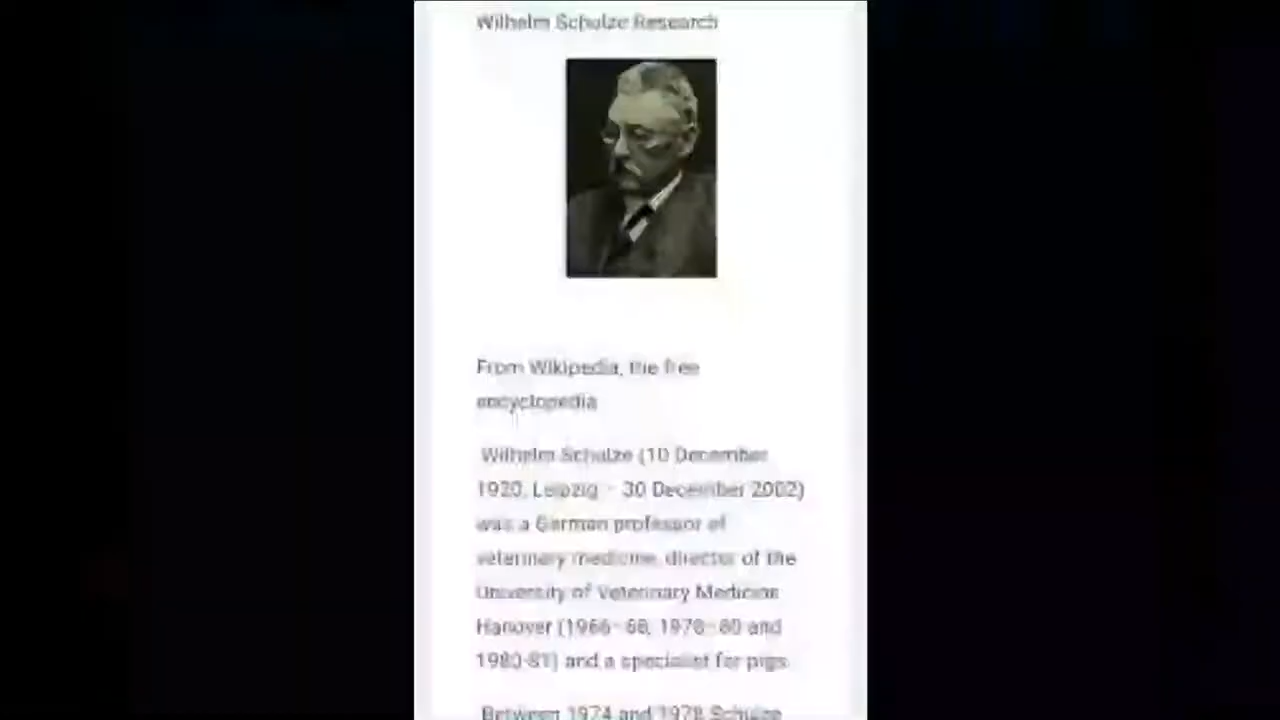 Wilhelm Schulze Research
From Wikipedia, the free
encyclopedia
Wilhelm Schulze (10 December
1920, Leipzig - 30 December 2002)
was a German professor of
veterinary medicine, director of the
University of Veterinary Medicine
Hanover (1966-68, 1978-80 and
1980-81) and a specialist for pigs.
Between 1974 and 1978 Schulze